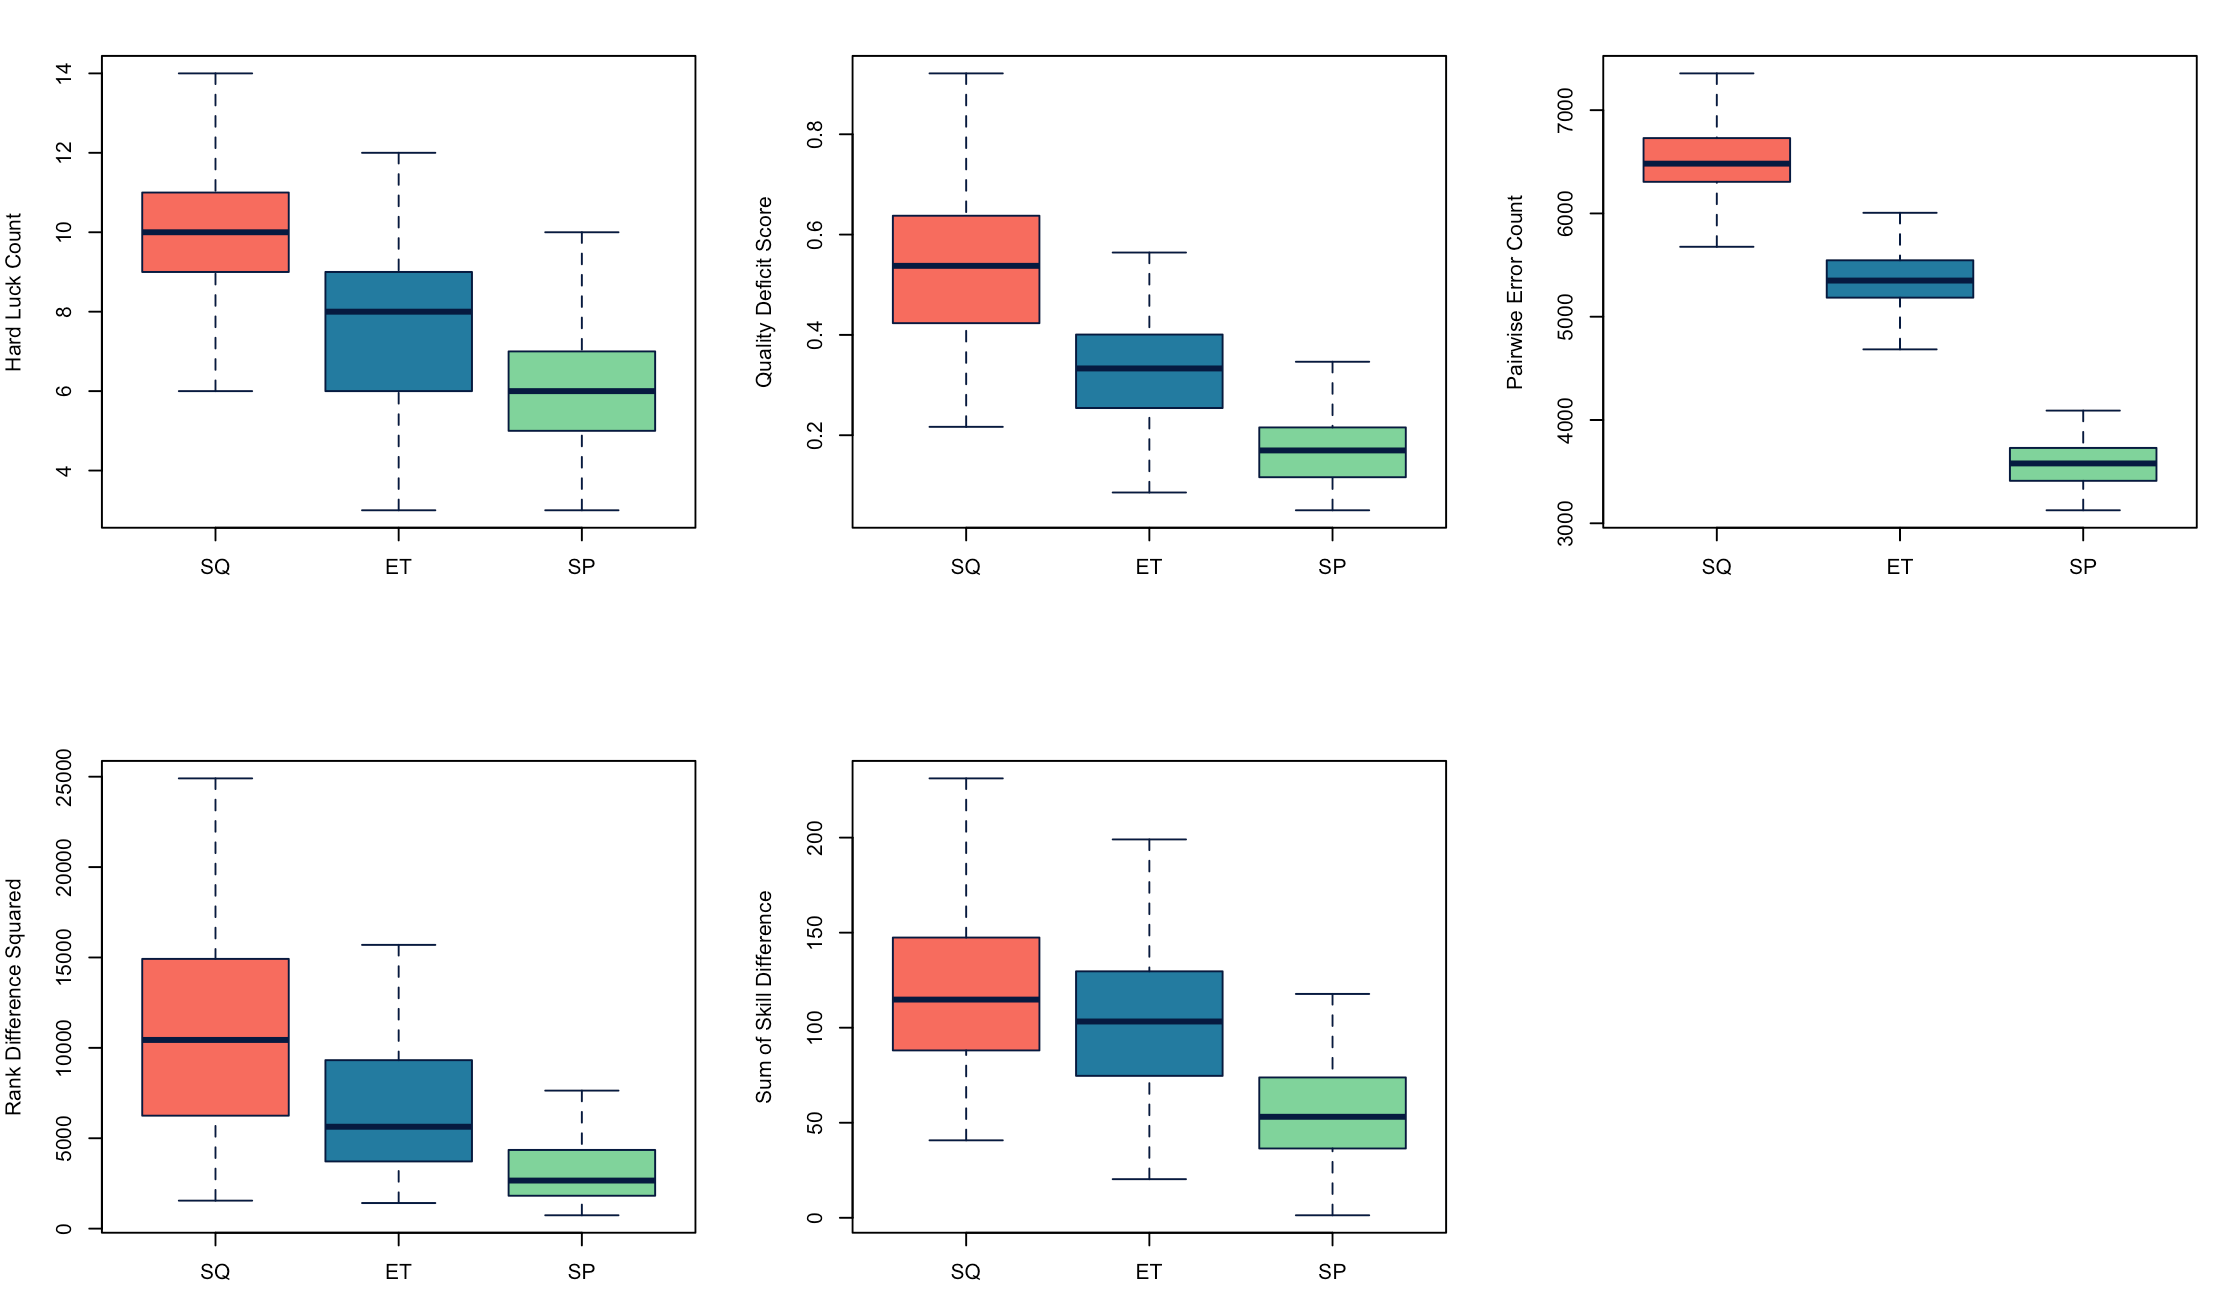 Hard Luck Count
14
12
10
8
6
4
SQ ET SP
Quality Deficit Score
0.8
0.6
0.4
0.2
SQ ET SP
Pairwise Error Count
7000
6000
5000
4000
3000
SQ ET SP
Rank Difference Squared
25000
20000
15000
10000
5000
0
SQ ET SP
Sum of Skill Difference
200
150
100
50
0
SQ ET SP